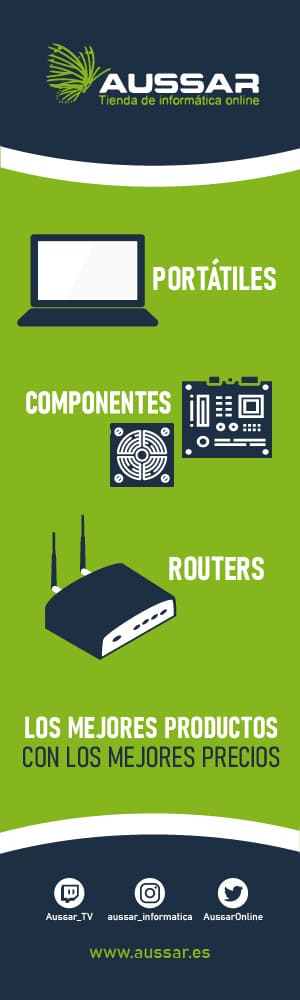 AUSSAR
Tienda de informática online
PORTÁTILES
COMPONENTES
ROUTERS
LOS MEJORES PRODUCTOS
CON LOS MEJORES PRECIOS
Aussar_TV
aussar_informatica
AussarOnline
www.aussar.es